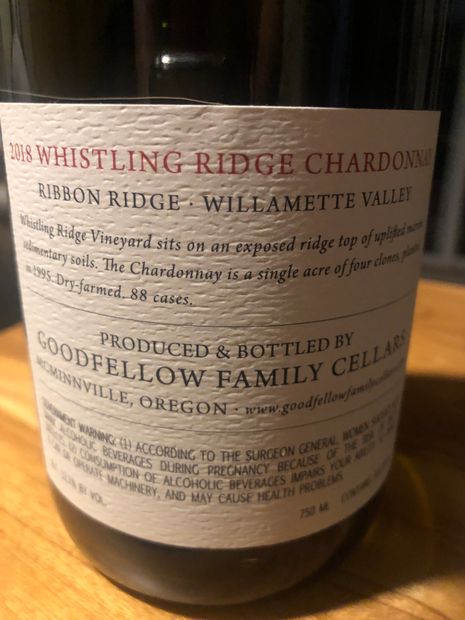 2018 WHISTLING RIDGE CHARDONNAY
RIBBON RIDGE · WILLAMETTE VALLEY
Whistling Ridge Vineyard sits on an exposed ridge top of uplifted marine
sedimentary soils. The Chardonnay is a single acre of four clones, planted
in 1995. Dry-farmed. 88 cases.
PRODUCED & BOTTLED BY
GOODFELLOW FAMILY CELLARS
MCMINNVILLE, OREGON · www.goodfellowfamilycellars
GOVERNMENT WARNING: (1) ACCORDING TO THE SURGEON GENERAL, WOMEN SHOULD
ALCOHOLIC BEVERAGES DURING PREGNANCY BECAUSE OF THE RISK
(2) CONSUMPTION OF ALCOHOLIC BEVERAGES IMPAIRS YOUR ABILITY TO
OR OPERATE MACHINERY, AND MAY CAUSE HEALTH PROBLEMS.
BY VOL
750 ML